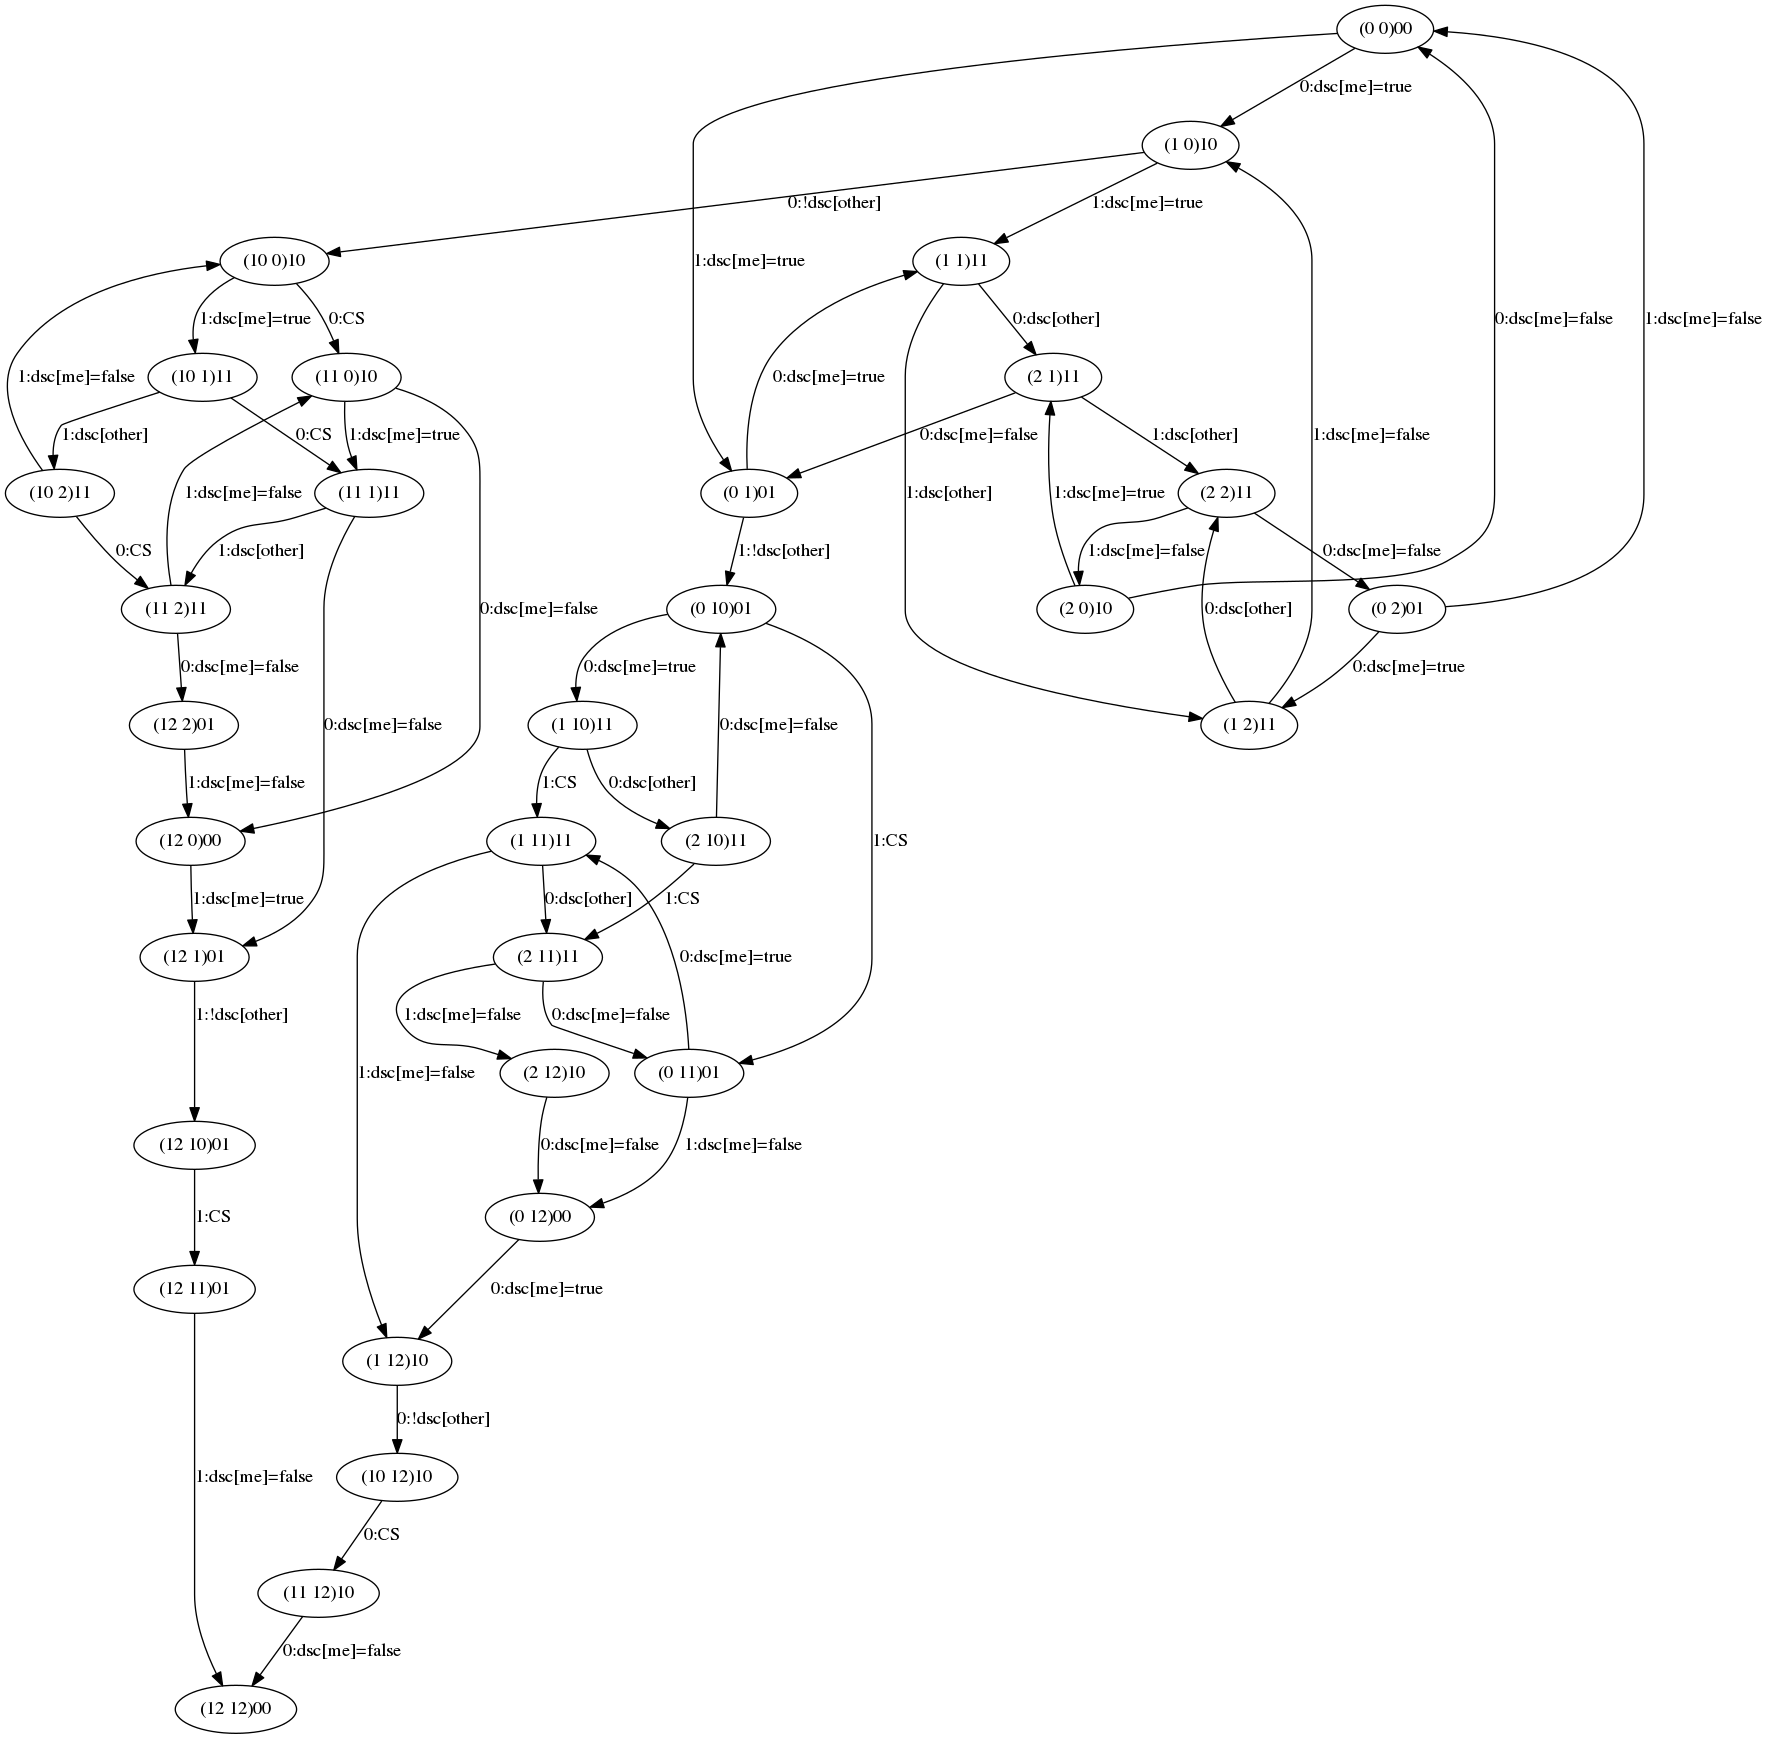 (0 0)00
0:dsc[me]=true
(1 0)10
0:!dsc[other]
1:dsc[me]=true
(10 0)10
1:dsc[me]=true
(1 1)11
1:dsc[me]=true
0:CS
0:dsc[other]
0:dsc[me]=false
1:dsc[me]=false
1:dsc[me]=false
(10 1)11
(11 0)10
0:dsc[me]=true
(2 1)11
1:dsc[other]
0:CS
1:dsc[me]=true
0:dsc[me]=false
1:dsc[other]
1:dsc[me]=false
(10 2)11
1:dsc[me]=false
(11 1)11
(0 1)01
1:dsc[other]
1:dsc[me]=true
(2 2)11
0:CS
1:dsc[other]
1:!dsc[other]
1:dsc[me]=false
0:dsc[me]=false
(11 2)11
0:dsc[me]=false
(0 10)01
(2 0)10
0:dsc[other]
(0 2)01
0:dsc[me]=false
0:dsc[me]=true
0:dsc[me]=true
(12 2)01
0:dsc[me]=false
(1 10)11
0:dsc[me]=false
(1 2)11
1:dsc[me]=false
1:CS
0:dsc[other]
(12 0)00
(1 11)11
(2 10)11
1:CS
1:dsc[me]=true
0:dsc[other]
1:CS
(12 1)01
(2 11)11
0:dsc[me]=true
1:!dsc[other]
1:dsc[me]=false
0:dsc[me]=false
1:dsc[me]=false
(2 12)10
(0 11)01
(12 10)01
0:dsc[me]=false
1:dsc[me]=false
1:CS
(0 12)00
(12 11)01
0:dsc[me]=true
(1 12)10
0:!dsc[other]
1:dsc[me]=false
(10 12)10
0:CS
(11 12)10
0:dsc[me]=false
(12 12)00